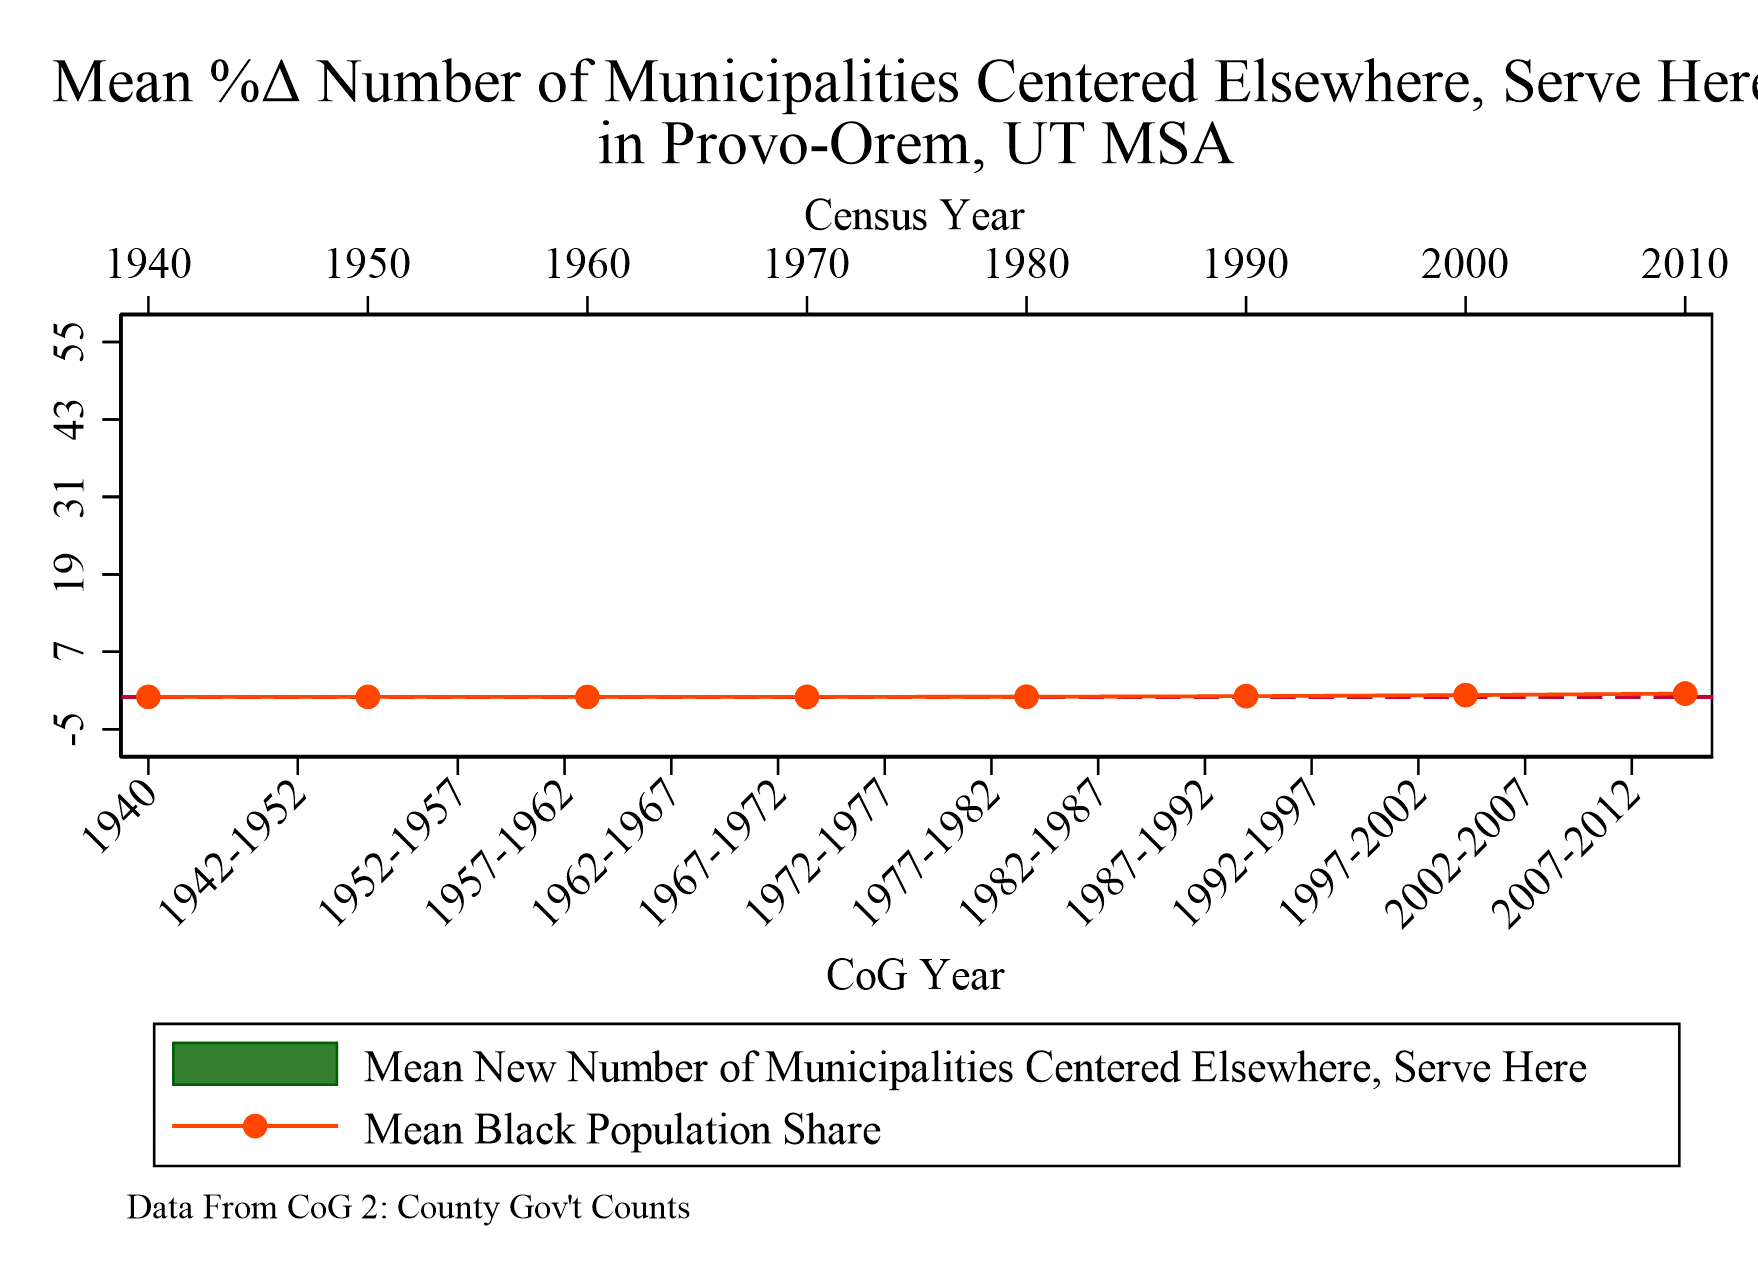 Mean %Δ Number of Municipalities Centered Elsewhere, Serve Here
in Provo-Orem, UT MSA
Census Year
1940 1950 1960 1970 1980 1990 2000 2010
55
43
31
19
7
-5
1940 1942-1952 1952-1957 1957-1962 1962-1967 1967-1972 1972-1977 1977-1982 1982-1987 1987-1992 1992-1997 1997-2002 2002-2007 2007-2012
CoG Year
Mean New Number of Municipalities Centered Elsewhere, Serve Here
Mean Black Population Share
Data From CoG 2: County Gov't Counts